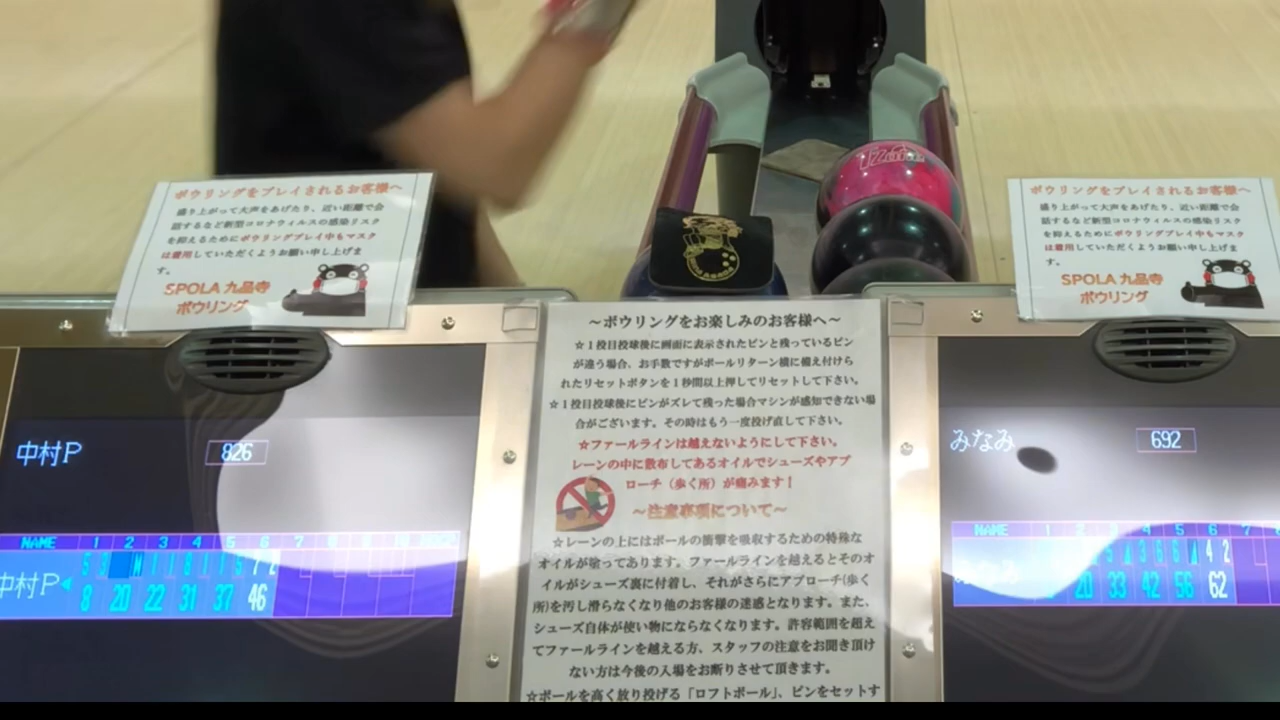 ボウリングをプレイされるお客様へ
盛り上がって大声をあげたり、近い距離で会
話するなど新型コロナウィルスの感染リスク
を抑えるためにボウリングプレイ中もマスク
は着用していただくようお願い申し上げま
す。
SPOLA 九品寺
ボウリング
T Zone
ボウリングをプレイされるお客様へ
盛り上がって大声をあげたり、近い距離で会
話するなど新型コロナウィルスの感染リスク
を抑えるためにボウリングプレイ中もマスク
は着用していただくようお願い申し上げま
す。
SPOLA 九品寺
ボウリング
中村P 826
NAME 1 2 3 4 5 6 7 8 9 10
中村P
8 20 22 31 37 46
~ボウリングをお楽しみのお客様へ~
☆1投目投球後に画面に表示されたピンと残っているピン
が違う場合、お手数ですがボールリターン横に備え付けら
れたリセットボタンを1秒間以上押してリセットして下さい。
☆1投目投球後にピンがズレて残った場合マシンが感知できない場
合がございます。その時はもう一度投げ直して下さい。
☆ファールラインは越えないようにして下さい。
レーンの中に散布してあるオイルでシューズやアプ
ローチ(歩く所)が痛みます!
~注意事項について~
☆レーンの上にはボールの衝撃を吸収するための特殊な
オイルが塗ってあります。ファールラインを越えるとそのオ
イルがシューズ裏に付着し、それがさらにアプローチ(歩く
所)を汚し滑らなくなり他のお客様の迷惑となります。また、
シューズ自体が使い物にならなくなります。許容範囲を超え
てファールラインを越える方、スタッフの注意をお聞き頂け
ない方は今後の入場をお断りさせて頂きます。
☆ボールを高く放り投げる「ロフトボール」、ピンをセットす
みなみ 692
NAME 1 2 3 4 5 6 7
20 33 42 56 62